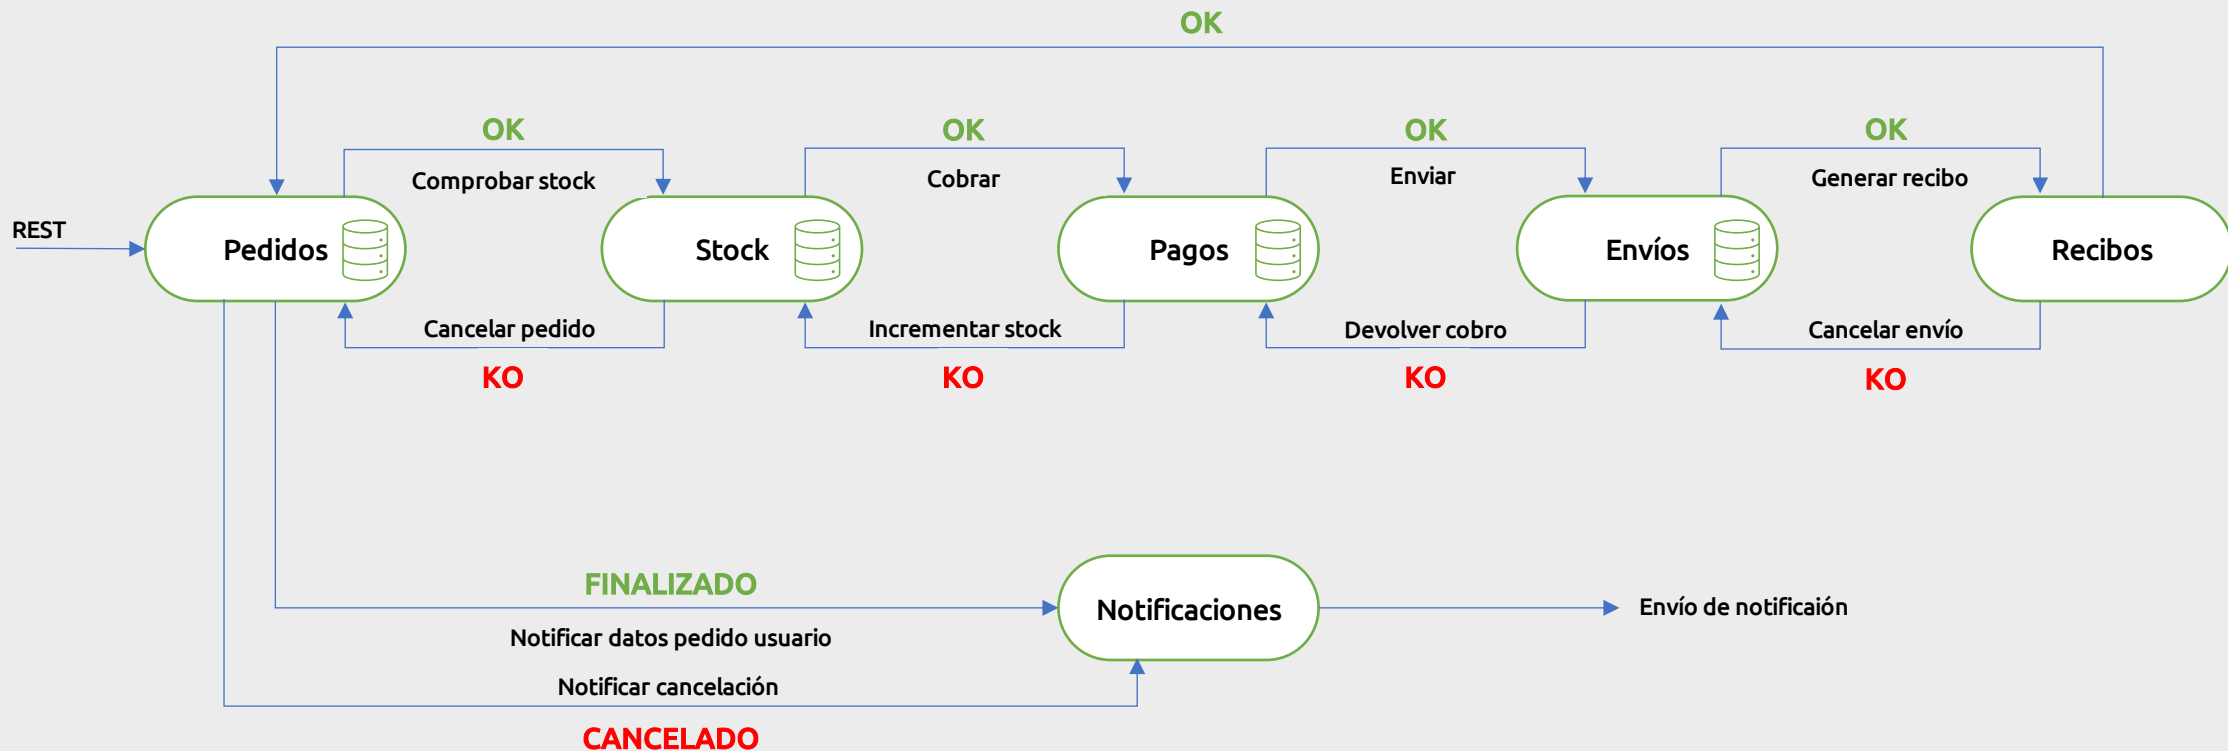 OK
OK
OK
OK
OK
Comprobar stock
Cobrar
Enviar
Generar recibo
REST
Pedidos
Stock
Pagos
Envíos
Recibos
Cancelar pedido
Incrementar stock
Devolver cobro
Cancelar envío
KO
KO
KO
KO
FINALIZADO
Notificaciones
Envío de notificaión
Notificar datos pedido usuario
Notificar cancelación
CANCELADO